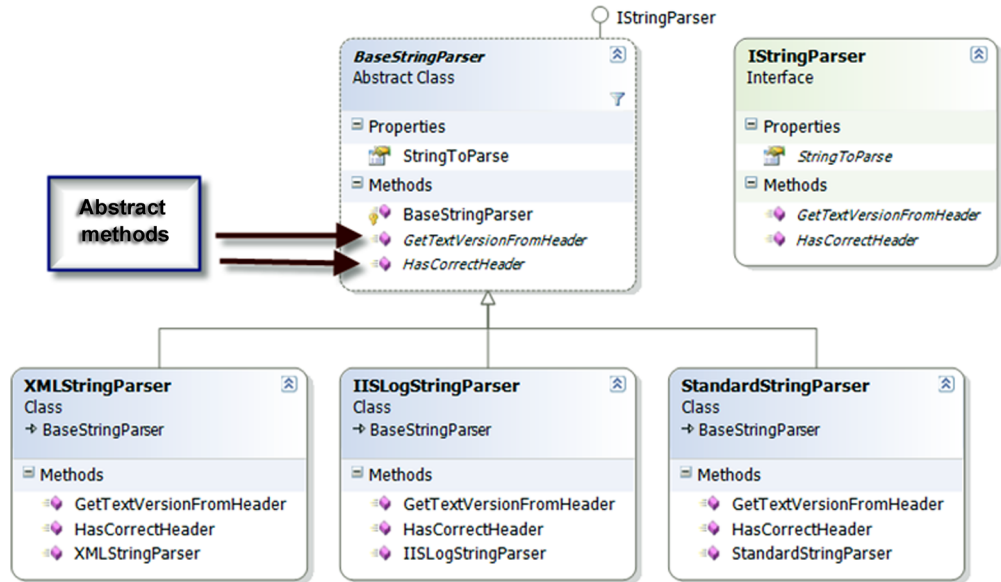 IStringParser
BaseStringParser
Abstract Class
Properties
StringToParse
Methods
BaseStringParser
GetTextVersionFromHeader
HasCorrectHeader
IStringParser
Interface
Properties
StringToParse
Methods
GetTextVersionFromHeader
HasCorrectHeader
Abstract
methods
XMLStringParser
Class
BaseStringParser
Methods
GetTextVersionFromHeader
HasCorrectHeader
XMLStringParser
IISLogStringParser
Class
BaseStringParser
Methods
GetTextVersionFromHeader
HasCorrectHeader
IISLogStringParser
StandardStringParser
Class
BaseStringParser
Methods
GetTextVersionFromHeader
HasCorrectHeader
StandardStringParser